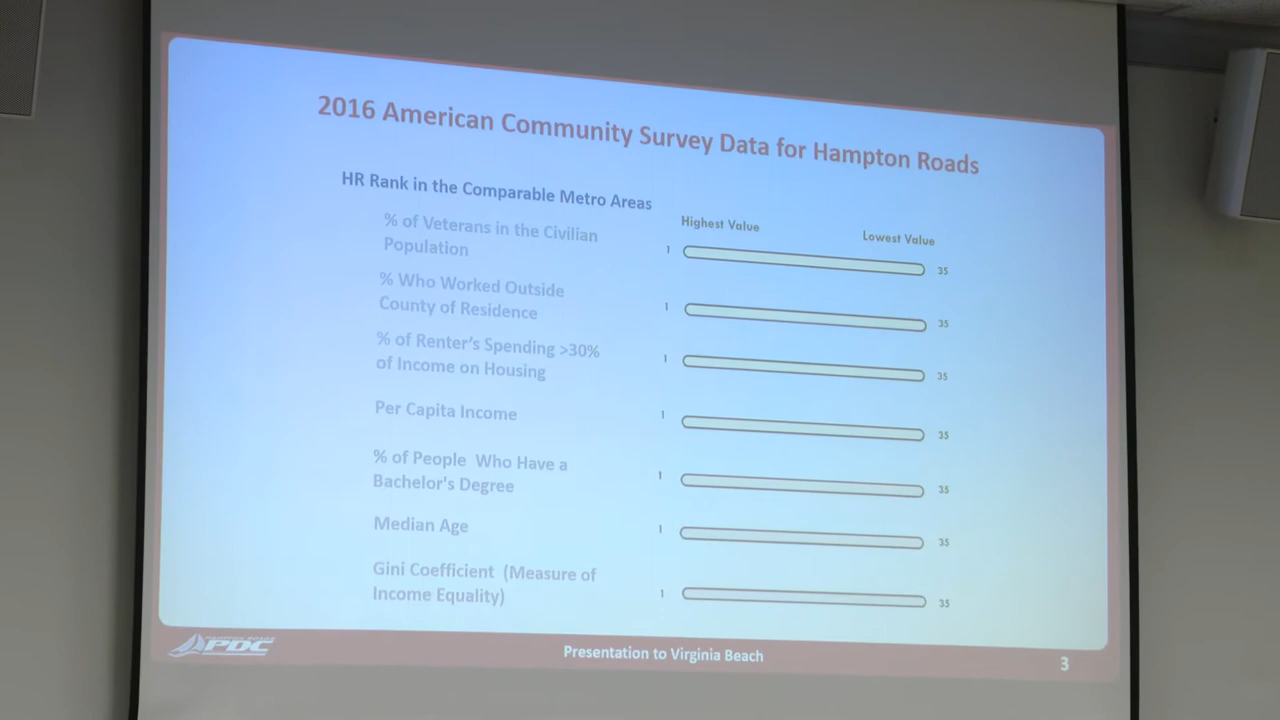 2016 American Community Survey Data for Hampton Roads
HR Rank in the Comparable Metro Areas
Highest Value
Lowest Value
% of Veterans in the Civilian
Population
1
35
% Who Worked Outside
County of Residence
1
35
% of Renter's Spending >30%
of Income on Housing
1
35
Per Capita Income
1
35
% of People Who Have a
Bachelor's Degree
1
35
Median Age
1
35
Gini Coefficient (Measure of
Income Equality)
1
35
HAMPTON ROADS
PDC
Presentation to Virginia Beach
3